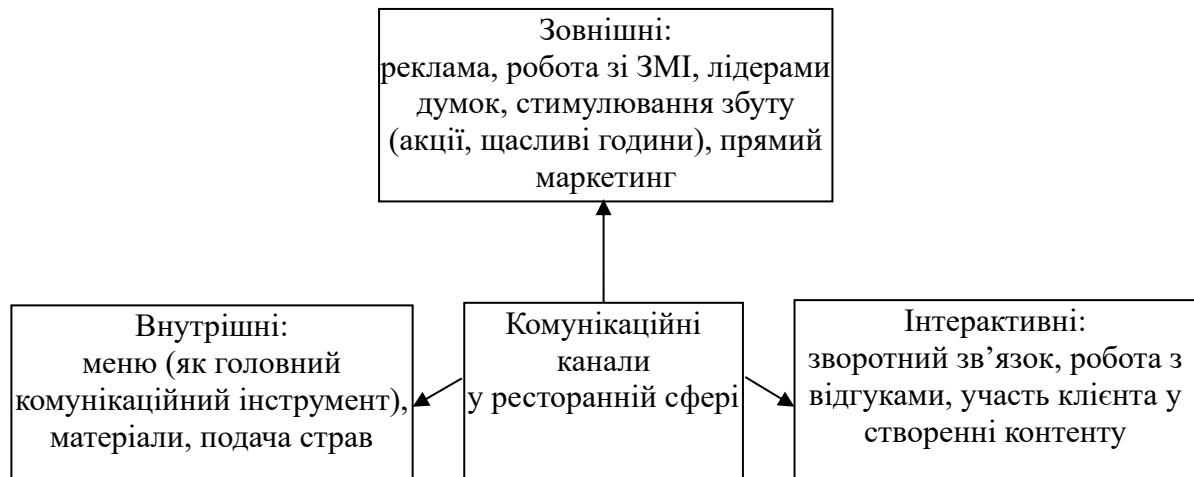 Зовнішні:
реклама, робота зі ЗМІ, лідерами
думок, стимулювання збуту
(акції, щасливі години), прямий
маркетинг
Внутрішні:
меню (як головний
комунікаційний інструмент),
матеріали, подача страв
Комунікаційні
канали
у ресторанній сфері
Інтерактивні:
зворотний зв’язок, робота з
відгуками, участь клієнта у
створенні контенту